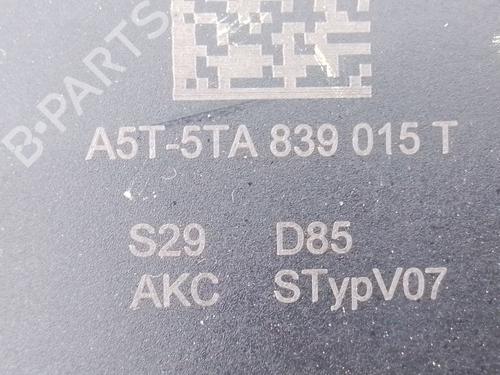 B-PARTS
A5T-5TA 839 015 T
S29 D85
AKC STypV07